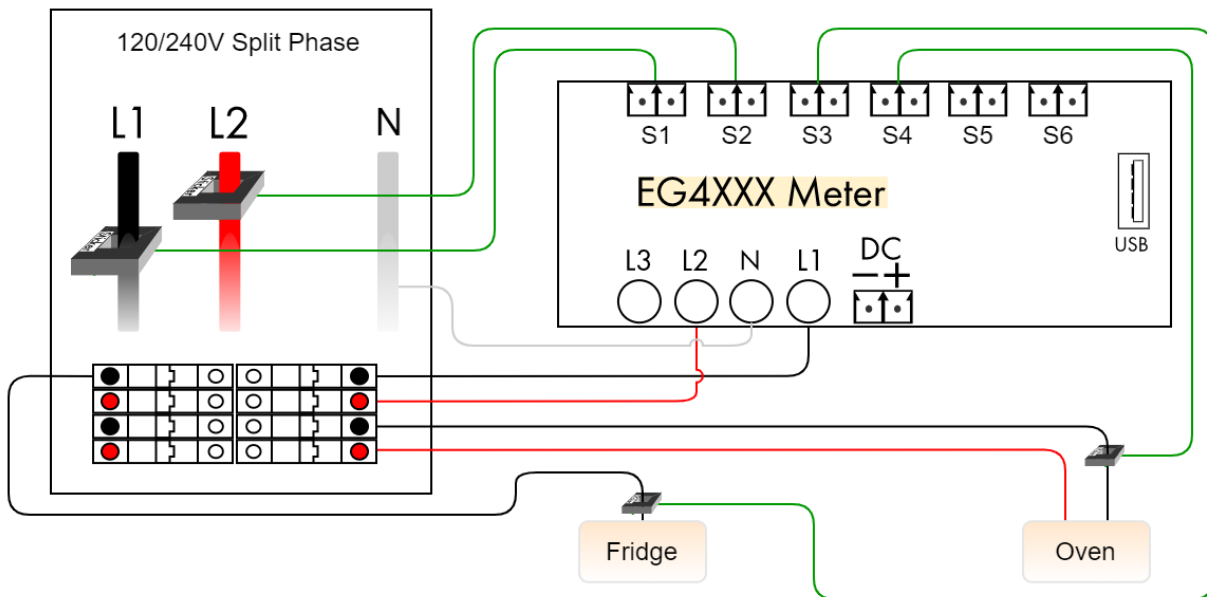 120/240V Split Phase
L1 L2 N
S1 S2 S3 S4 S5 S6
EG4XXX Meter
USB
L3 L2 N L1 DC
− +
Fridge
Oven